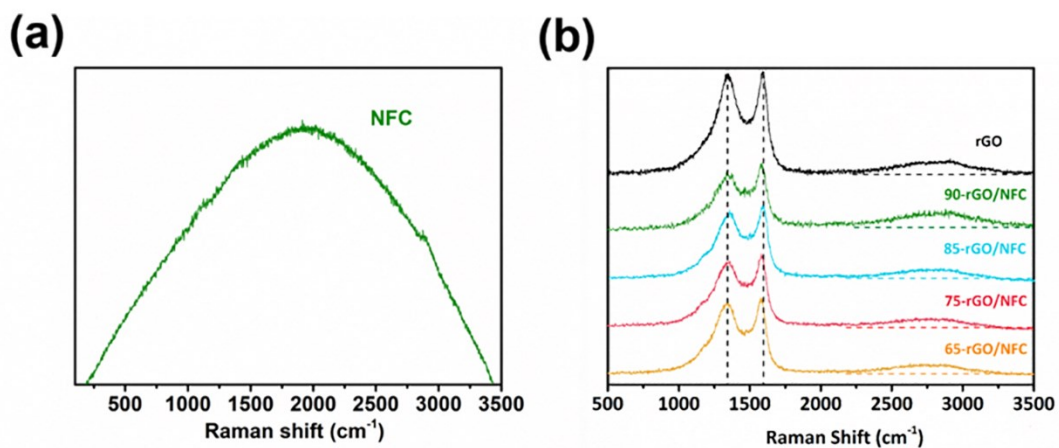 (a)
NFC
500 1000 1500 2000 2500 3000 3500
Raman shift (cm⁻¹)
(b)
rGO
90-rGO/NFC
85-rGO/NFC
75-rGO/NFC
65-rGO/NFC
500 1000 1500 2000 2500 3000 3500
Raman Shift (cm⁻¹)